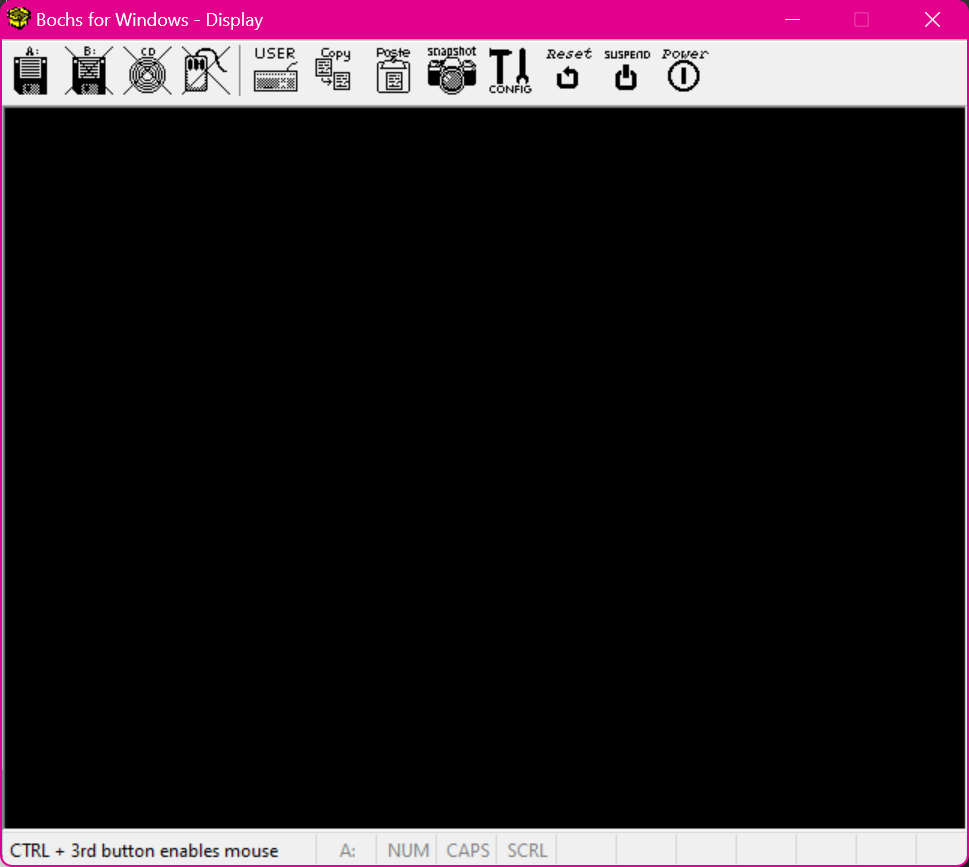 Bochs for Windows - Display
A: B: CD USER Copy Paste snapshot CONFIG Reset SUSPEND Power
CTRL + 3rd button enables mouse A: NUM CAPS SCRL